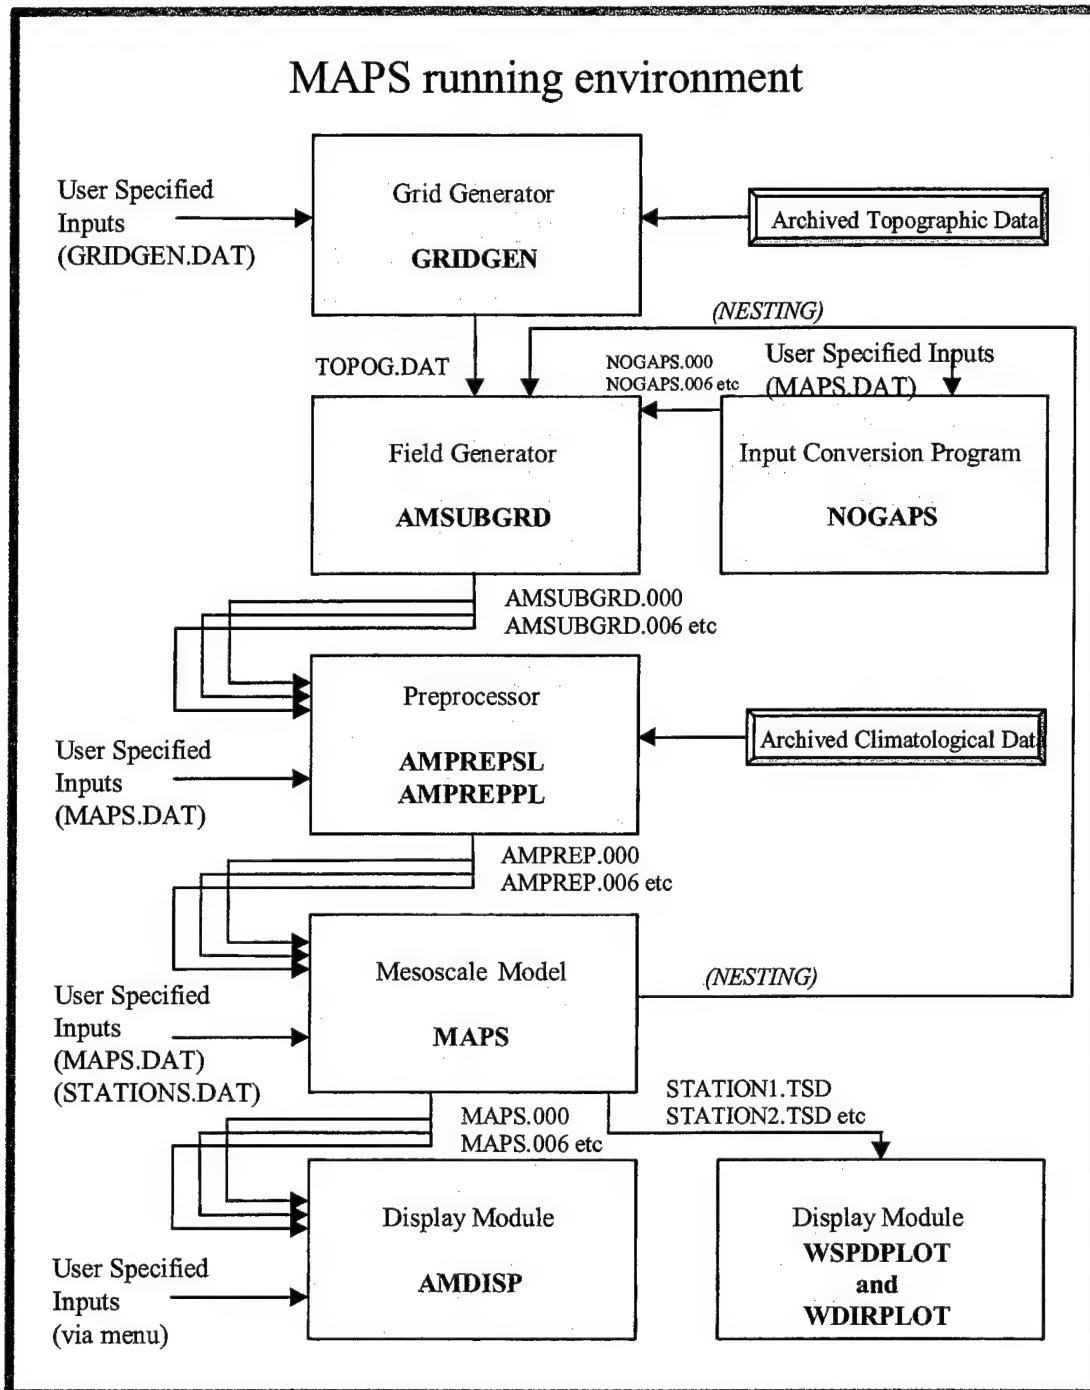 MAPS running environment
User Specified
Inputs
(GRIDGEN.DAT)
Grid Generator
GRIDGEN
Archived Topographic Data
(NESTING)
TOPOG.DAT
NOGAPS.000
NOGAPS.006 etc
User Specified Inputs
(MAPS.DAT)
Field Generator
AMSUBGRD
Input Conversion Program
NOGAPS
AMSUBGRD.000
AMSUBGRD.006 etc
Preprocessor
AMPREPSL
AMPREPPL
User Specified
Inputs
(MAPS.DAT)
Archived Climatological Data
AMPREP.000
AMPREP.006 etc
Mesoscale Model
MAPS
(NESTING)
User Specified
Inputs
(MAPS.DAT)
(STATIONS.DAT)
MAPS.000
MAPS.006 etc
STATION1.TSD
STATION2.TSD etc
Display Module
AMDISP
User Specified
Inputs
(via menu)
Display Module
WSPDPLOT
and
WDIRPLOT